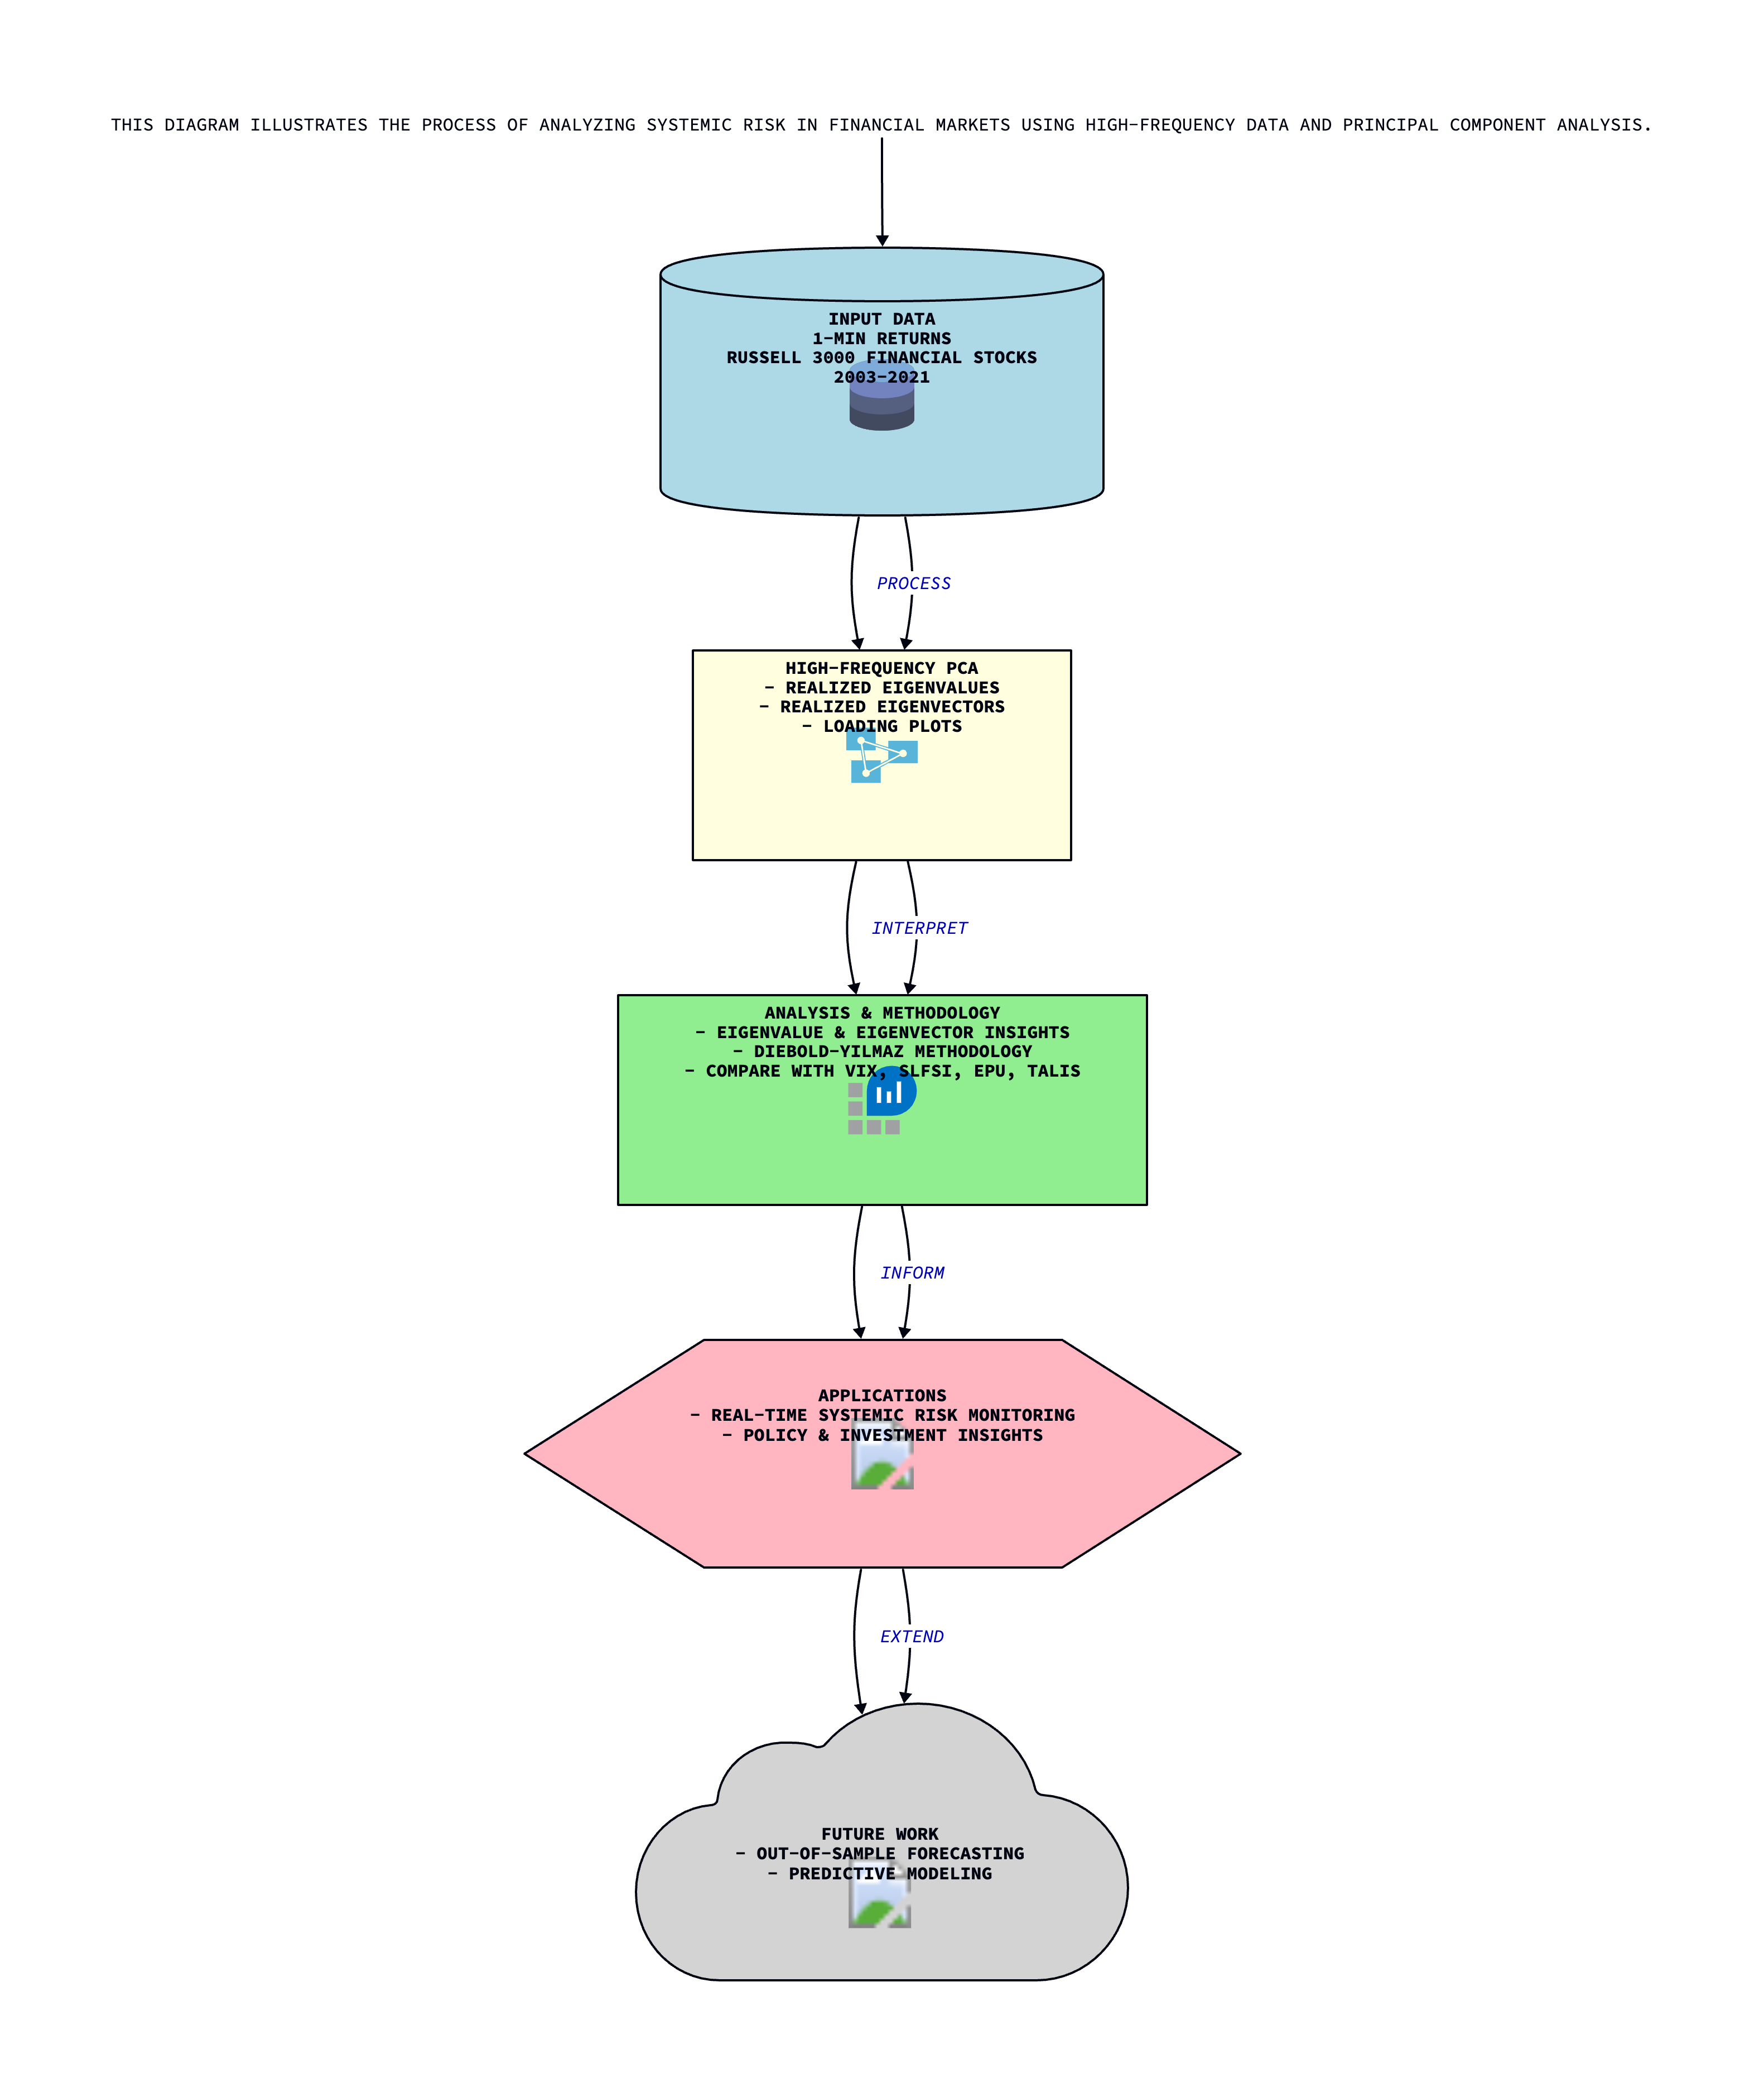 THIS DIAGRAM ILLUSTRATES THE PROCESS OF ANALYZING SYSTEMIC RISK IN FINANCIAL MARKETS USING HIGH-FREQUENCY DATA AND PRINCIPAL COMPONENT ANALYSIS.
INPUT DATA
1-MIN RETURNS
RUSSELL 3000 FINANCIAL STOCKS
2003-2021
PROCESS
HIGH-FREQUENCY PCA
- REALIZED EIGENVALUES
- REALIZED EIGENVECTORS
- LOADING PLOTS
INTERPRET
ANALYSIS & METHODOLOGY
- EIGENVALUE & EIGENVECTOR INSIGHTS
- DIEBOLD-YILMAZ METHODOLOGY
- COMPARE WITH VIX, SLFSI, EPU, TALIS
INFORM
APPLICATIONS
- REAL-TIME SYSTEMIC RISK MONITORING
- POLICY & INVESTMENT INSIGHTS
EXTEND
FUTURE WORK
- OUT-OF-SAMPLE FORECASTING
- PREDICTIVE MODELING